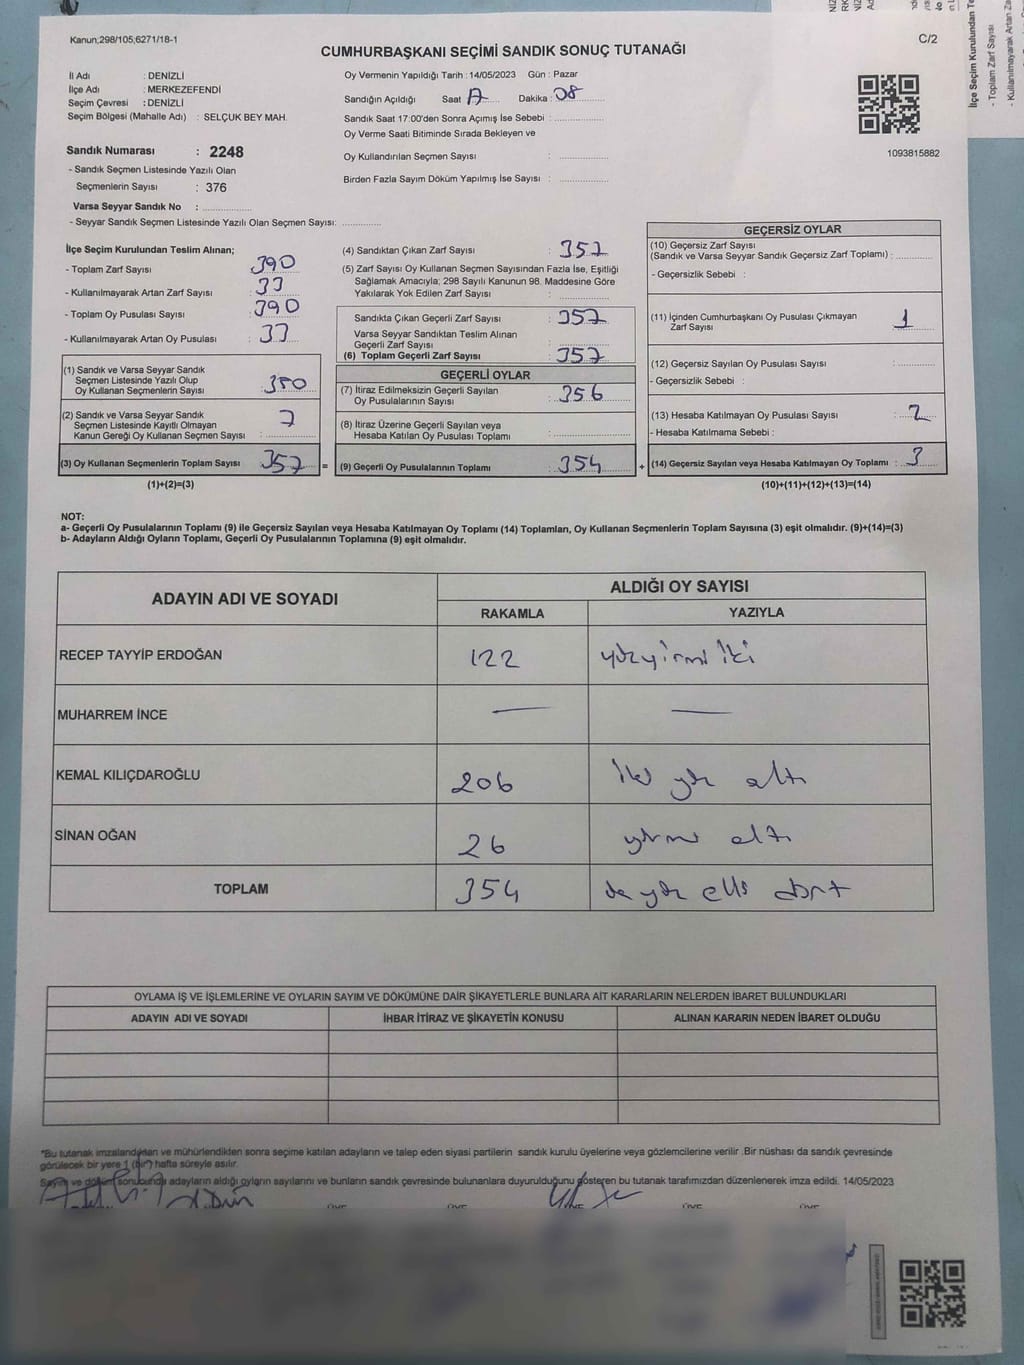 Kanun;298/105,6271/18-1
C/2
CUMHURBAŞKANI SEÇİMİ SANDIK SONUÇ TUTANAĞI
İl Adı : DENİZLİ
İlçe Adı : MERKEZEFENDİ
Seçim Çevresi : DENİZLİ
Seçim Bölgesi (Mahalle Adı) : SELÇUK BEY MAH.
Sandık Numarası : 2248
- Sandık Seçmen Listesinde Yazılı Olan
Seçmenlerin Sayısı : 376
Varsa Seyyar Sandık No : ................
- Seyyar Sandık Seçmen Listesinde Yazılı Olan Seçmen Sayısı: .............
Oy Vermenin Yapıldığı Tarih : 14/05/2023 Gün : Pazar
Sandığın Açıldığı Saat Dakika : 08
Sandık Saat 17:00'den Sonra Açımış İse Sebebi : ................
Oy Verme Saati Bitiminde Sırada Bekleyen ve
Oy Kullandırılan Seçmen Sayısı : ................
Birden Fazla Sayım Döküm Yapılmış İse Sayısı : ................
1093815882
İlçe Seçim Kurulundan Teslim Alınan;
- Toplam Zarf Sayısı : 390
- Kullanılmayarak Artan Zarf Sayısı : 33
- Toplam Oy Pusulası Sayısı : 390
- Kullanılmayarak Artan Oy Pusulası : 33
(1) Sandık ve Varsa Seyyar Sandık
Seçmen Listesinde Yazılı Olup
Oy Kullanan Seçmenlerin Sayısı : 350
(2) Sandık ve Varsa Seyyar Sandık
Seçmen Listesinde Kayıtlı Olmayan
Kanun Gereği Oy Kullanan Seçmen Sayısı : 7
(3) Oy Kullanan Seçmenlerin Toplam Sayısı : 357
(1)+(2)=(3)
(4) Sandıktan Çıkan Zarf Sayısı : 357
(5) Zarf Sayısı Oy Kullanan Seçmen Sayısından Fazla İse, Eşitliği
Sağlamak Amacıyla; 298 Sayılı Kanunun 98. Maddesine Göre
Yakılarak Yok Edilen Zarf Sayısı : ................
Sandıkta Çıkan Geçerli Zarf Sayısı : 357
Varsa Seyyar Sandıktan Teslim Alınan
Geçerli Zarf Sayısı : ................
(6) Toplam Geçerli Zarf Sayısı : 357
GEÇERLİ OYLAR
(7) İtiraz Edilmeksizin Geçerli Sayılan
Oy Pusulalarının Sayısı : 356
(8) İtiraz Üzerine Geçerli Sayılan veya
Hesaba Katılan Oy Pusulası Toplamı : ................
= (9) Geçerli Oy Pusulalarının Toplamı : 354 +
GEÇERSİZ OYLAR
(10) Geçersiz Zarf Sayısı
(Sandık ve Varsa Seyyar Sandık Geçersiz Zarf Toplamı) : ............
- Geçersizlik Sebebi :
(11) İçinden Cumhurbaşkanı Oy Pusulası Çıkmayan
Zarf Sayısı : 1
(12) Geçersiz Sayılan Oy Pusulası Sayısı : ............
- Geçersizlik Sebebi :
(13) Hesaba Katılmayan Oy Pusulası Sayısı : 2
- Hesaba Katılmama Sebebi :
(14) Geçersiz Sayılan veya Hesaba Katılmayan Oy Toplamı : 3
(10)+(11)+(12)+(13)=(14)
NOT:
a- Geçerli Oy Pusulalarının Toplamı (9) ile Geçersiz Sayılan veya Hesaba Katılmayan Oy Toplamı (14) Toplamları, Oy Kullanan Seçmenlerin Toplam Sayısına (3) eşit olmalıdır. (9)+(14)=(3)
b- Adayların Aldığı Oyların Toplamı, Geçerli Oy Pusulalarının Toplamına (9) eşit olmalıdır.
ADAYIN ADI VE SOYADI
ALDIĞI OY SAYISI
RAKAMLA YAZIYLA
RECEP TAYYİP ERDOĞAN 122 yüzyirmi iki
MUHARREM İNCE — —
KEMAL KILIÇDAROĞLU 206 iki yüz altı
SİNAN OĞAN 26 yirmi altı
TOPLAM 354 üç yüz elli dört
OYLAMA İŞ VE İŞLEMLERİNE VE OYLARIN SAYIM VE DÖKÜMÜNE DAİR ŞİKAYETLERLE BUNLARA AİT KARARLARIN NELERDEN İBARET BULUNDUKLARI
ADAYIN ADI VE SOYADI İHBAR İTİRAZ VE ŞİKAYETİN KONUSU ALINAN KARARIN NEDEN İBARET OLDUĞU
*Bu tutanak imzalandıktan ve mühürlendikten sonra seçime katılan adayların ve talep eden siyasi partilerin sandık kurulu üyelerine veya gözlemcilerine verilir .Bir nüshası da sandık çevresinde
görülecek bir yere 1 (bir) hafta süreyle asılır.
Sayım ve döküm sonucunda adayların aldığı oyların sayılarını ve bunların sandık çevresinde bulunanlara duyurulduğunu gösteren bu tutanak tarafımızdan düzenlenerek imza edildi. 14/05/2023
ÜYE ÜYE ÜYE ÜYE
İlçe Seçim Kurulundan Te
- Toplam Zarf Sayısı
- Kullanılmayarak Artan Za